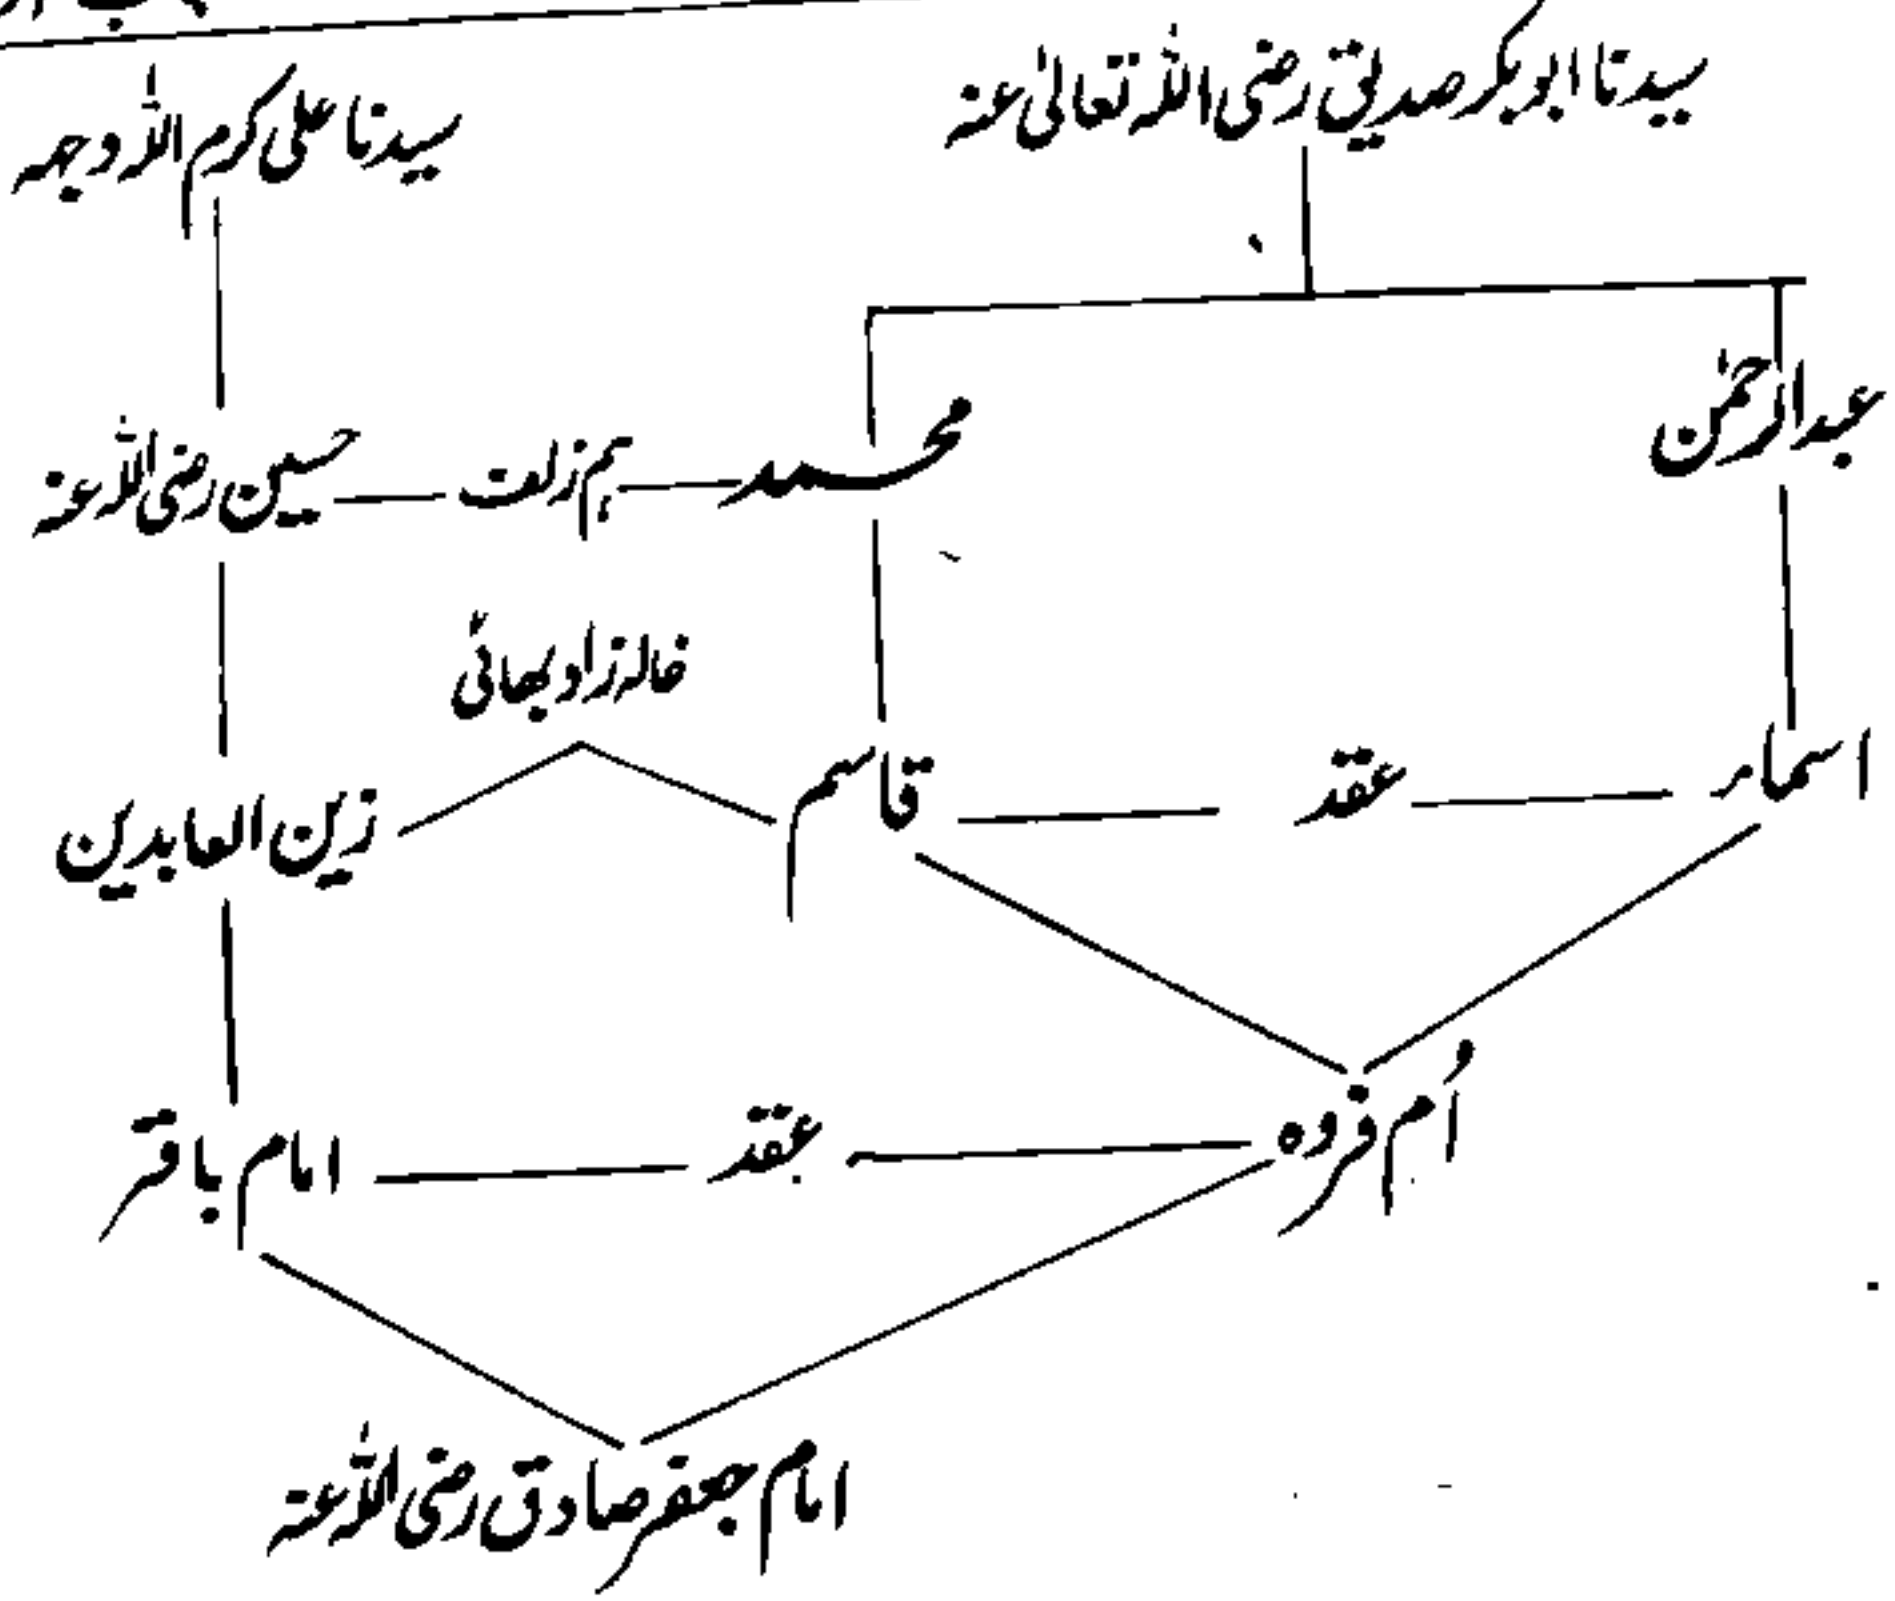 سیدنا ابوبکر صدیق رضی اللہ تعالیٰ عنہ
سیدنا علی کرم اللہ وجہہ
عبدالرحمٰن
محمد
ہم زلف
حسین رضی اللہ عنہ
خالہ زاد بھائی
اسماء
عقد
قاسم
زین العابدین
اُم فروہ
عقد
امام باقر
امام جعفر صادق رضی اللہ عنہ